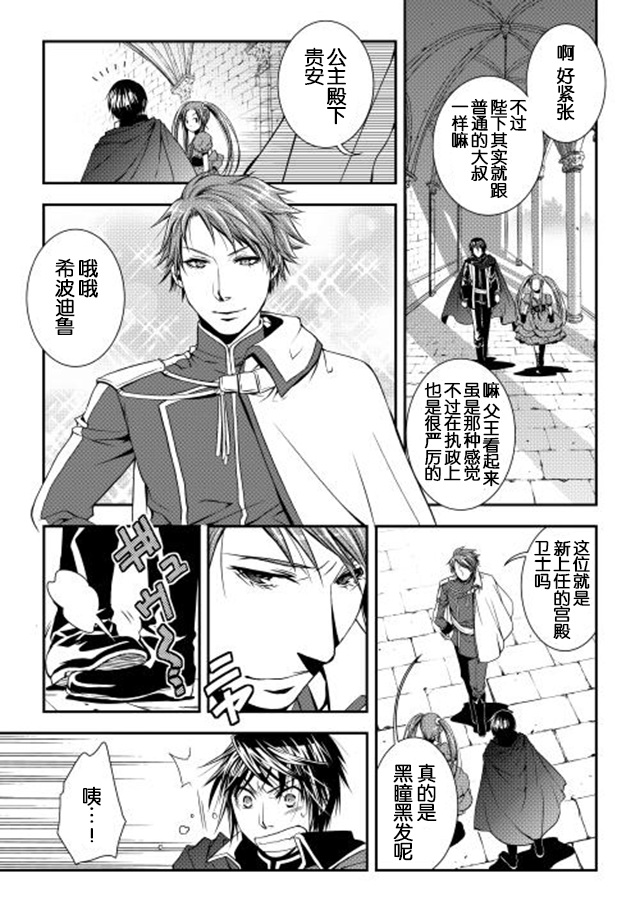 啊 好紧张
不过
陛下其实就跟
普通的大叔
一样嘛
嘛 父王看起来
虽是那种感觉
不过在执政上
也是很严厉的
公主殿下
贵安
哦哦
希波迪鲁
这位就是
新上任的宫殿
卫士吗
真的是
黑瞳黑发呢
ニヤ
ギュエ〜〜
咦…!